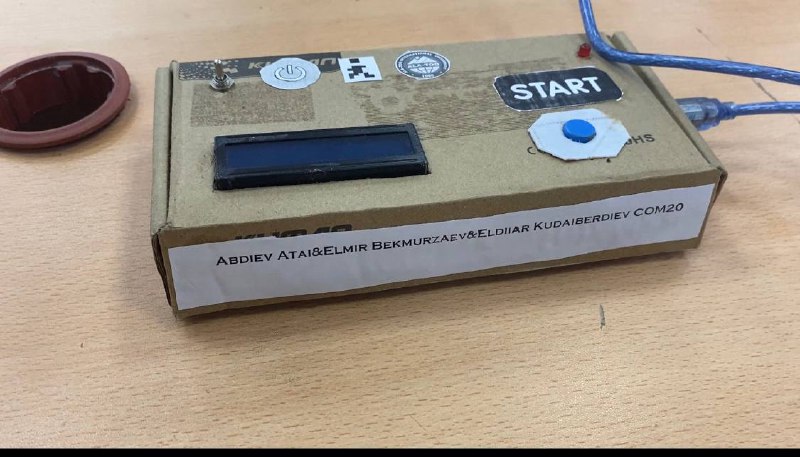 START
ABDIEV ATAI&ELMIR BEKMURZAEV&ELDIIAR KUDAIBERDIEV COM20